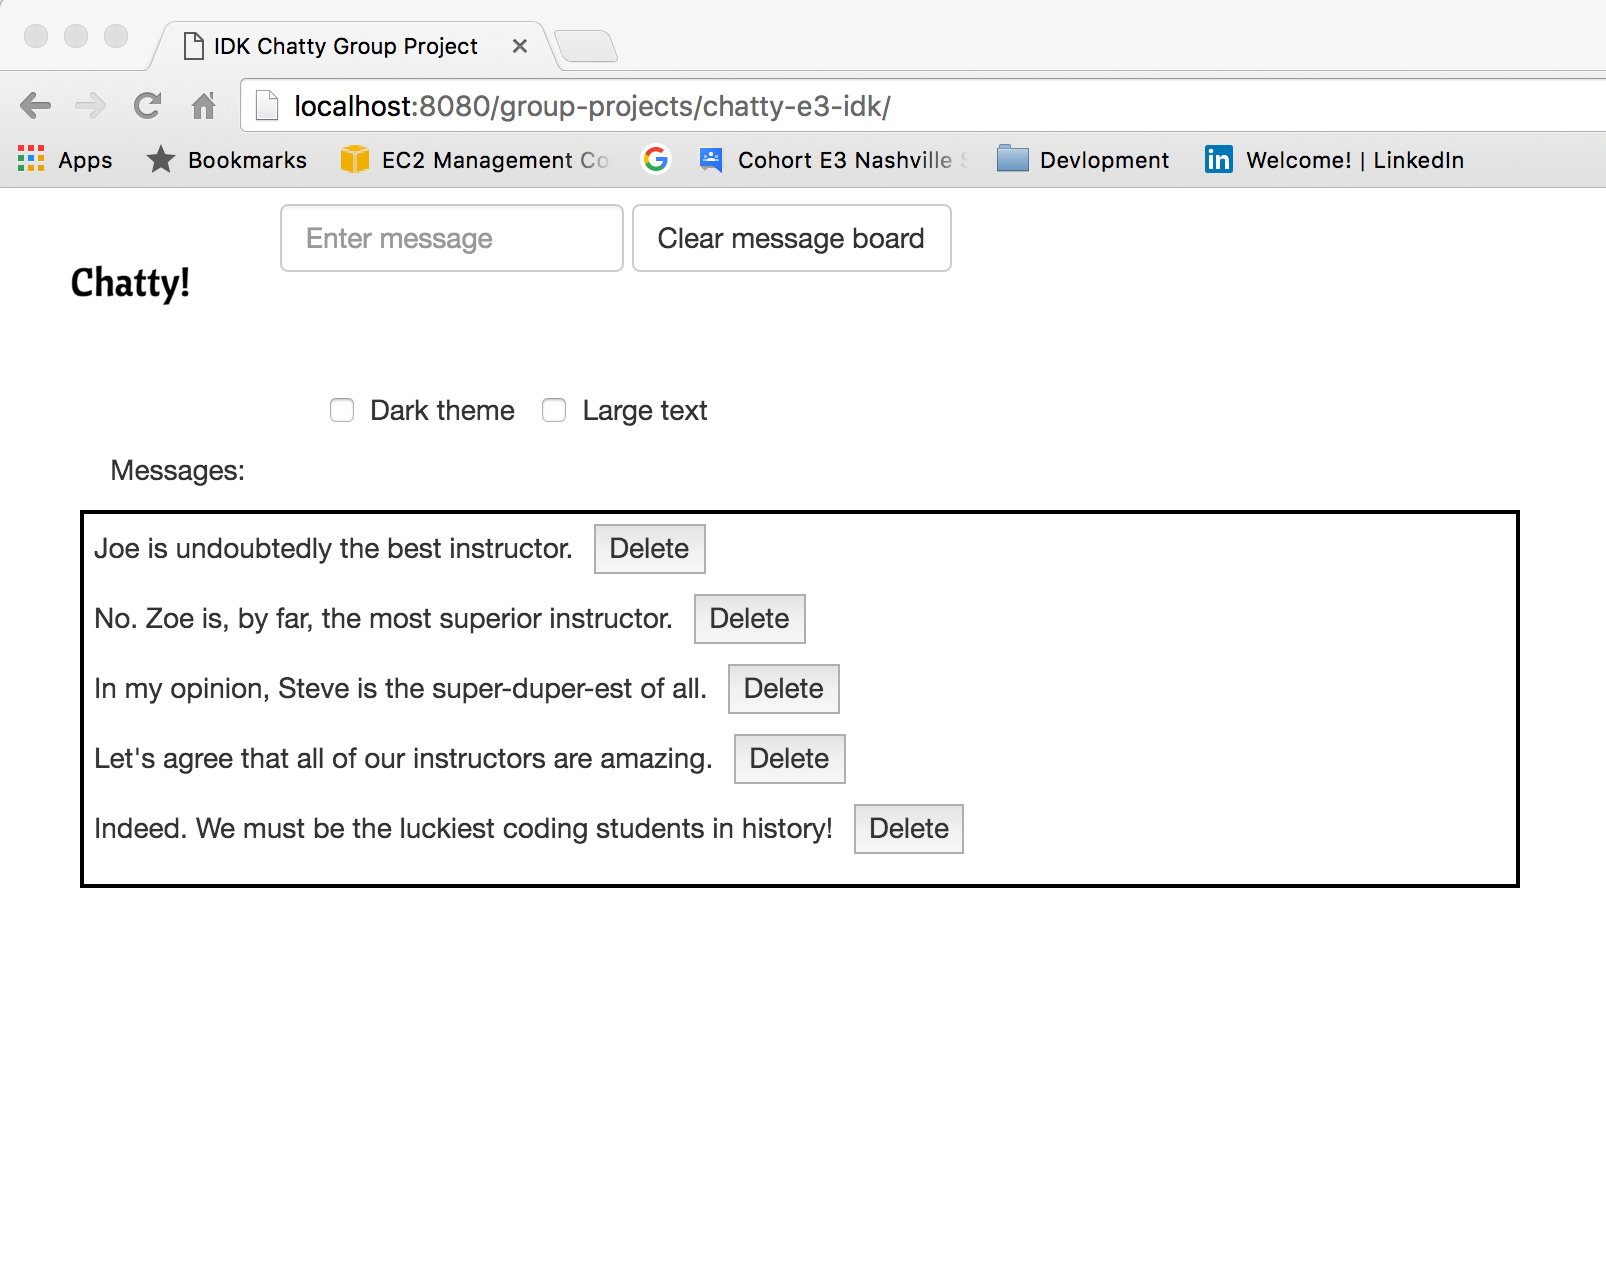 IDK Chatty Group Project
localhost:8080/group-projects/chatty-e3-idk/
Apps Bookmarks EC2 Management Co Cohort E3 Nashville Devlopment Welcome! | LinkedIn
Enter message Clear message board
Chatty!
Dark theme Large text
Messages:
Joe is undoubtedly the best instructor. Delete
No. Zoe is, by far, the most superior instructor. Delete
In my opinion, Steve is the super-duper-est of all. Delete
Let's agree that all of our instructors are amazing. Delete
Indeed. We must be the luckiest coding students in history! Delete